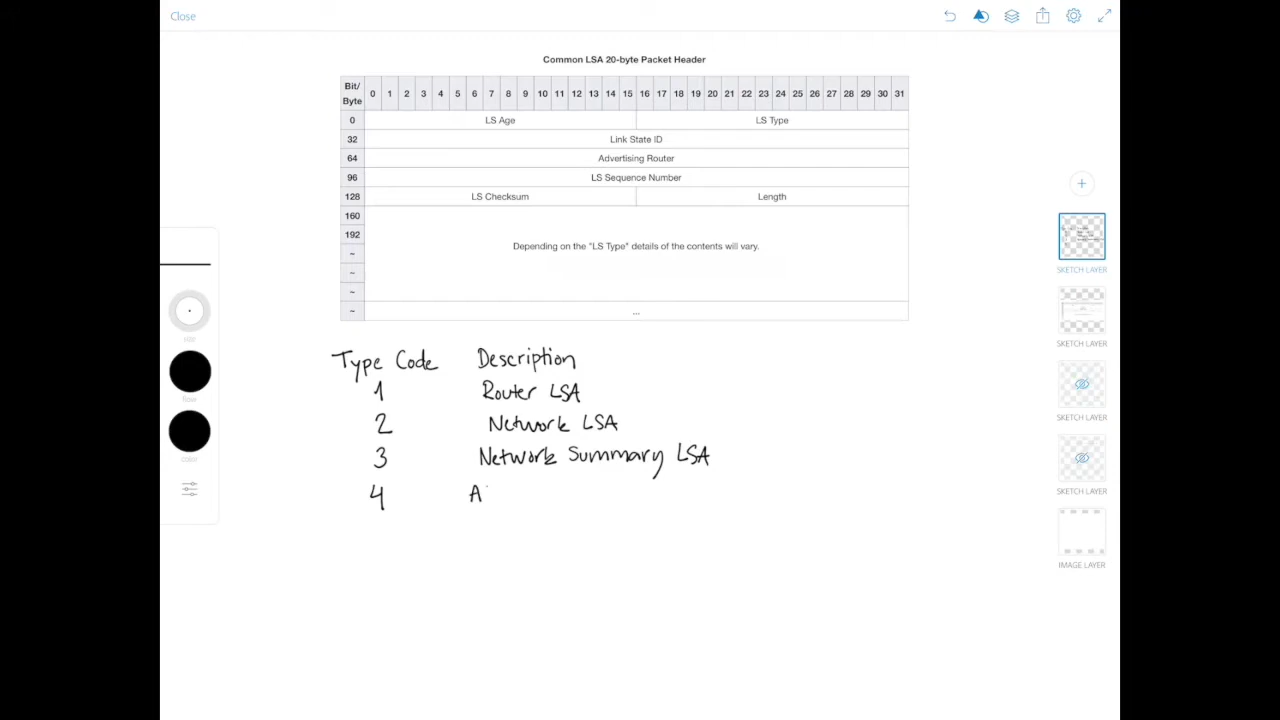 Close
Common LSA 20-byte Packet Header
Bit/ Byte 0 1 2 3 4 5 6 7 8 9 10 11 12 13 14 15 16 17 18 19 20 21 22 23 24 25 26 27 28 29 30 31
0 LS Age LS Type
32 Link State ID
64 Advertising Router
96 LS Sequence Number
128 LS Checksum Length
160
192
~ Depending on the "LS Type" details of the contents will vary.
~
~
~ ...
Type Code Description
1 Router LSA
2 Network LSA
3 Network Summary LSA
4 A
SKETCH LAYER
SKETCH LAYER
SKETCH LAYER
SKETCH LAYER
IMAGE LAYER